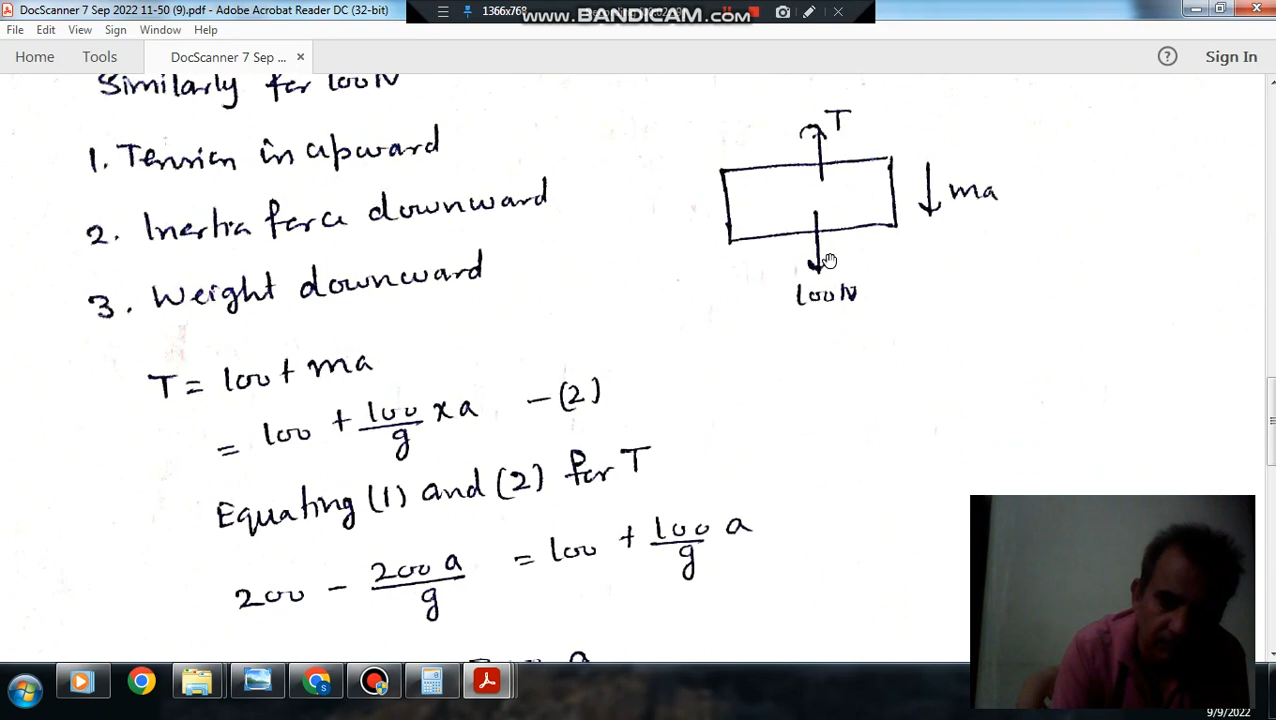 DocScanner 7 Sep 2022 11-50 (9).pdf - Adobe Acrobat Reader DC (32-bit)
1366x768
www.BANDICAM.com
File Edit View Sign Window Help
Home Tools DocScanner 7 Sep ... × ? Sign In
Similarly for 100N
1. Tension in upward
2. Inertia force downward
3. Weight downward
T
ma
100N
T = 100 + ma
= 100 + 100/g x a - (2)
Equating (1) and (2) for T
200 - 200 a/g = 100 + 100/g a
9/9/2022